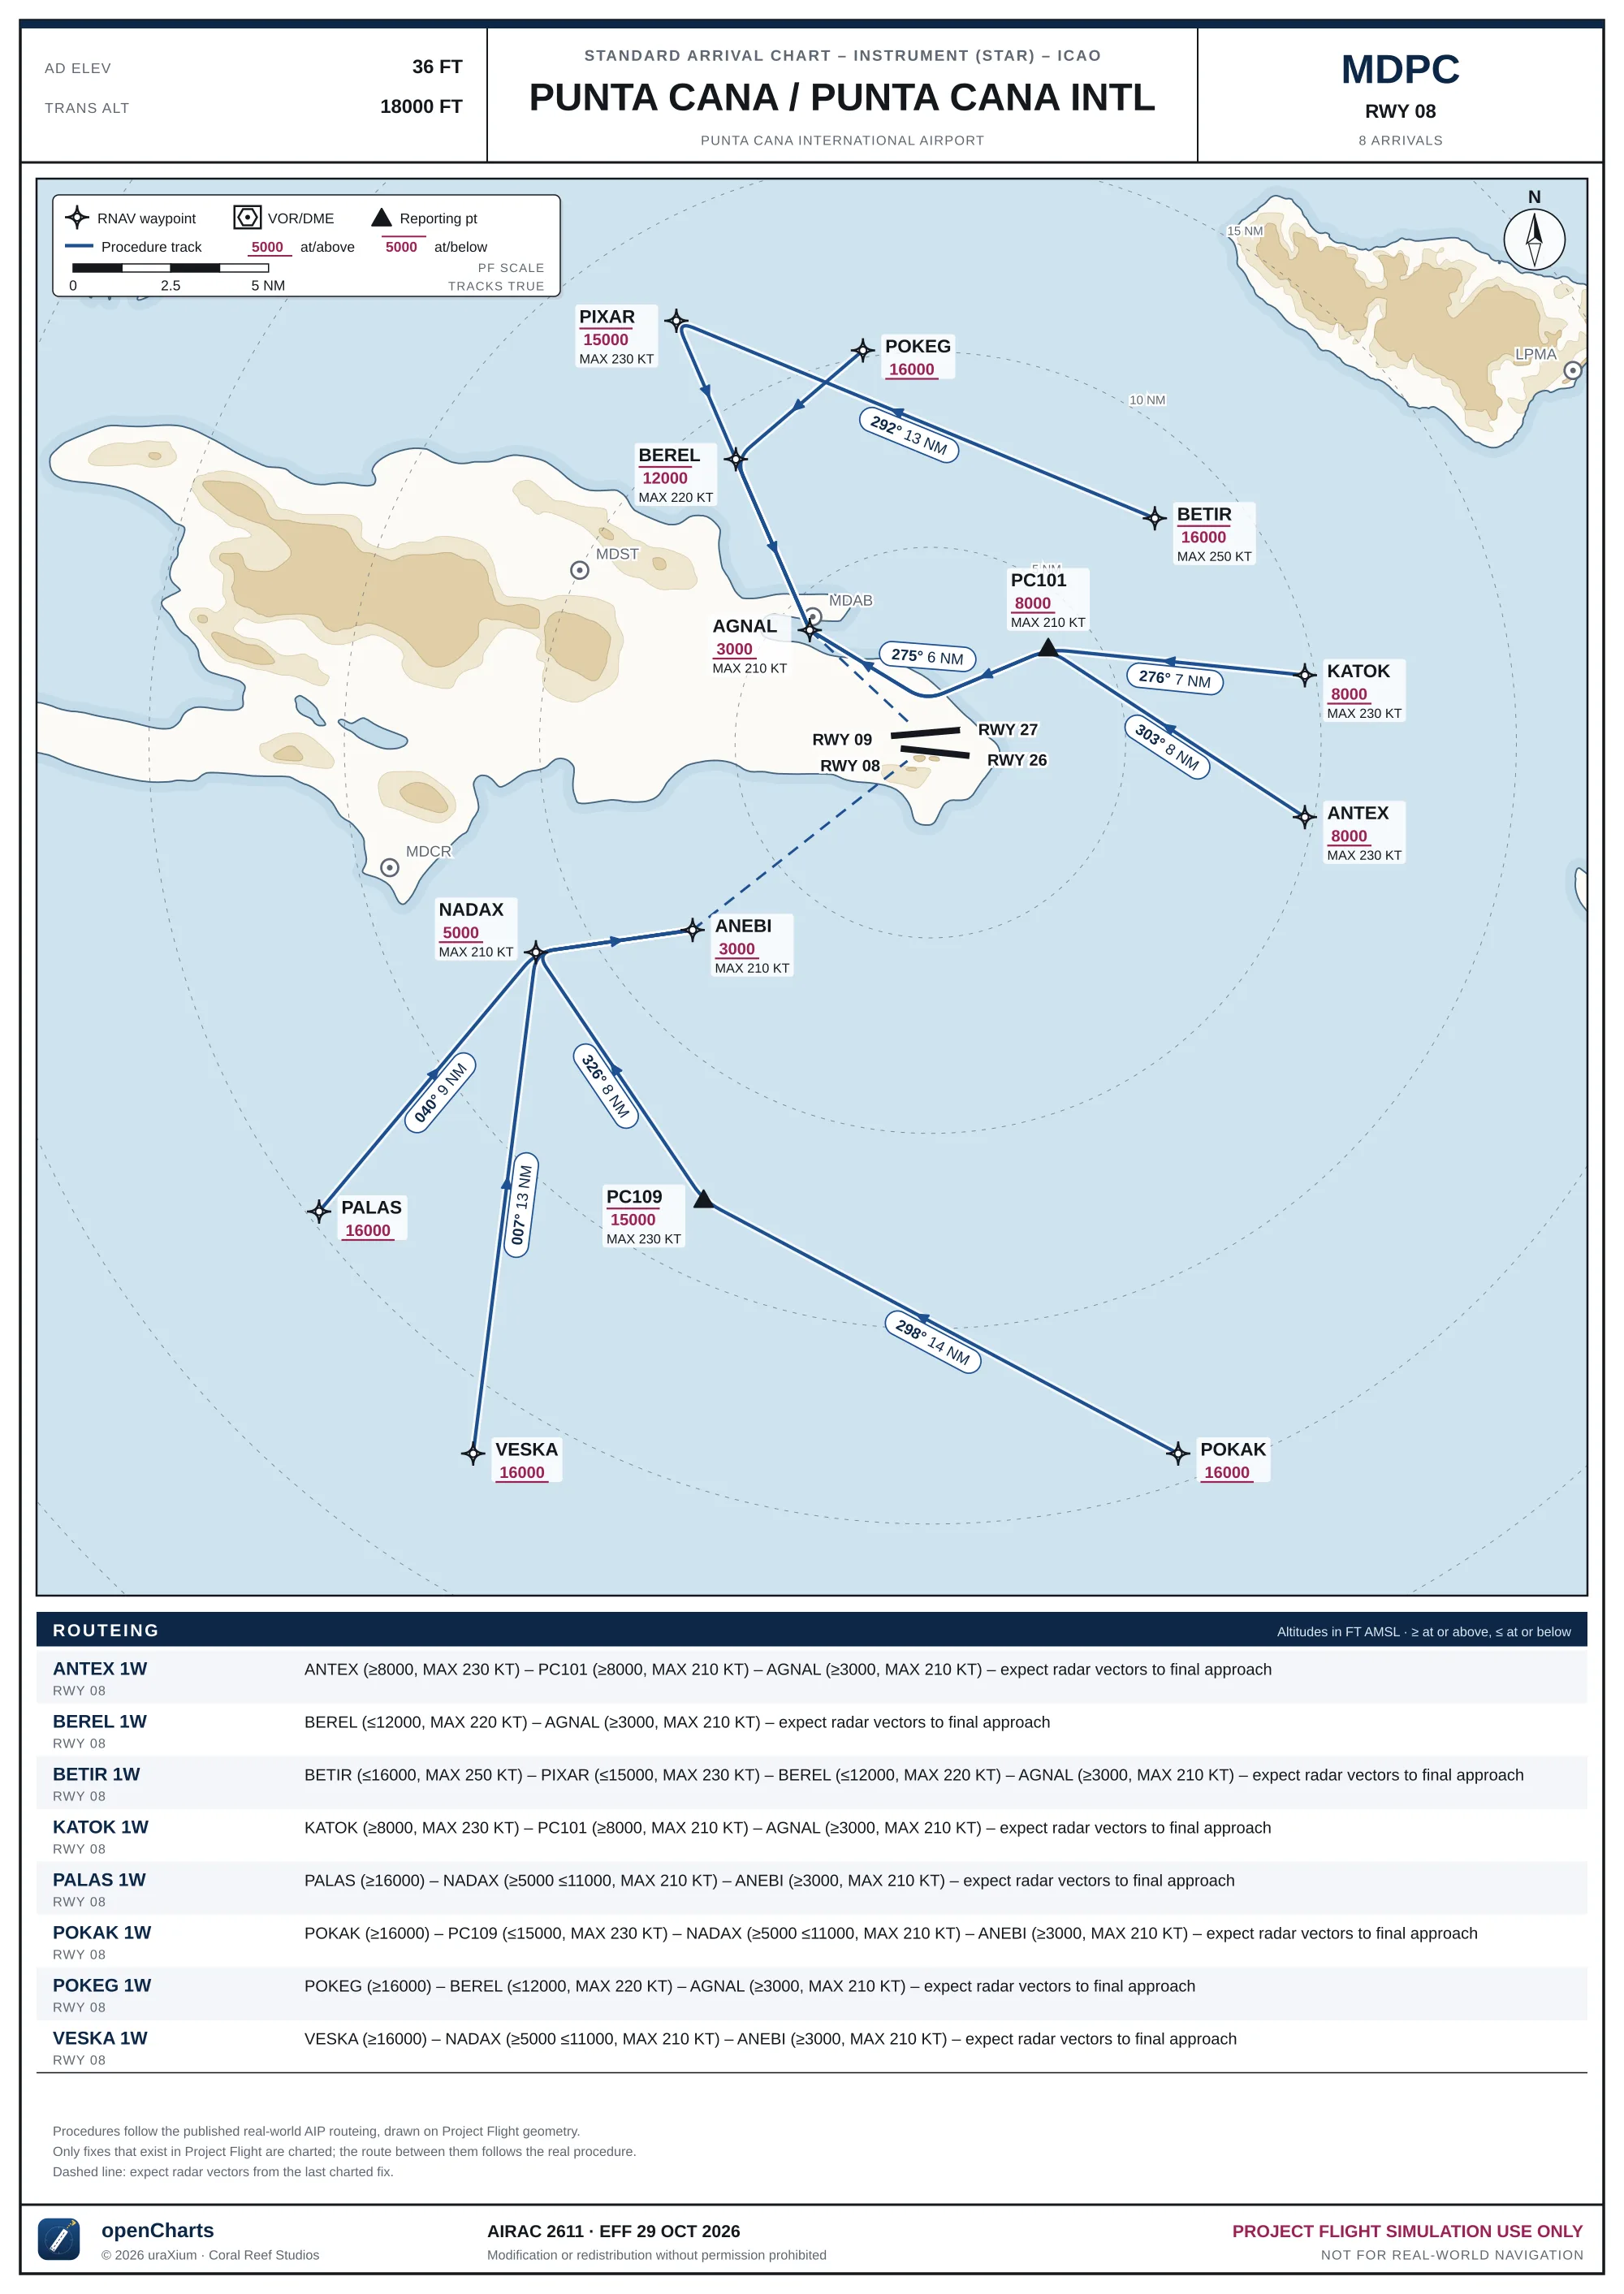 AD ELEV 36 FT
TRANS ALT 18000 FT
STANDARD ARRIVAL CHART – INSTRUMENT (STAR) – ICAO
PUNTA CANA / PUNTA CANA INTL
PUNTA CANA INTERNATIONAL AIRPORT
MDPC
RWY 08
8 ARRIVALS
RNAV waypoint VOR/DME Reporting pt
Procedure track 5000 at/above 5000 at/below
PF SCALE
0 2.5 5 NM TRACKS TRUE
N
15 NM
LPMA
10 NM
PIXAR
15000
MAX 230 KT
POKEG
16000
292° 13 NM
BEREL
12000
MAX 220 KT
BETIR
16000
MAX 250 KT
MDST
5 NM
PC101
8000
MAX 210 KT
MDAB
AGNAL
3000
MAX 210 KT
275° 6 NM
276° 7 NM
KATOK
8000
MAX 230 KT
303° 8 NM
RWY 09
RWY 27
RWY 08
RWY 26
ANTEX
8000
MAX 230 KT
MDCR
NADAX
5000
MAX 210 KT
ANEBI
3000
MAX 210 KT
040° 9 NM
326° 8 NM
007° 13 NM
PALAS
16000
PC109
15000
MAX 230 KT
298° 14 NM
VESKA
16000
POKAK
16000
ROUTEING Altitudes in FT AMSL · ≥ at or above, ≤ at or below
ANTEX 1W ANTEX (≥8000, MAX 230 KT) – PC101 (≥8000, MAX 210 KT) – AGNAL (≥3000, MAX 210 KT) – expect radar vectors to final approach
RWY 08
BEREL 1W BEREL (≤12000, MAX 220 KT) – AGNAL (≥3000, MAX 210 KT) – expect radar vectors to final approach
RWY 08
BETIR 1W BETIR (≤16000, MAX 250 KT) – PIXAR (≤15000, MAX 230 KT) – BEREL (≤12000, MAX 220 KT) – AGNAL (≥3000, MAX 210 KT) – expect radar vectors to final approach
RWY 08
KATOK 1W KATOK (≥8000, MAX 230 KT) – PC101 (≥8000, MAX 210 KT) – AGNAL (≥3000, MAX 210 KT) – expect radar vectors to final approach
RWY 08
PALAS 1W PALAS (≥16000) – NADAX (≥5000 ≤11000, MAX 210 KT) – ANEBI (≥3000, MAX 210 KT) – expect radar vectors to final approach
RWY 08
POKAK 1W POKAK (≥16000) – PC109 (≤15000, MAX 230 KT) – NADAX (≥5000 ≤11000, MAX 210 KT) – ANEBI (≥3000, MAX 210 KT) – expect radar vectors to final approach
RWY 08
POKEG 1W POKEG (≥16000) – BEREL (≤12000, MAX 220 KT) – AGNAL (≥3000, MAX 210 KT) – expect radar vectors to final approach
RWY 08
VESKA 1W VESKA (≥16000) – NADAX (≥5000 ≤11000, MAX 210 KT) – ANEBI (≥3000, MAX 210 KT) – expect radar vectors to final approach
RWY 08
Procedures follow the published real-world AIP routeing, drawn on Project Flight geometry.
Only fixes that exist in Project Flight are charted; the route between them follows the real procedure.
Dashed line: expect radar vectors from the last charted fix.
openCharts
© 2026 uraXium · Coral Reef Studios
AIRAC 2611 · EFF 29 OCT 2026
Modification or redistribution without permission prohibited
PROJECT FLIGHT SIMULATION USE ONLY
NOT FOR REAL-WORLD NAVIGATION